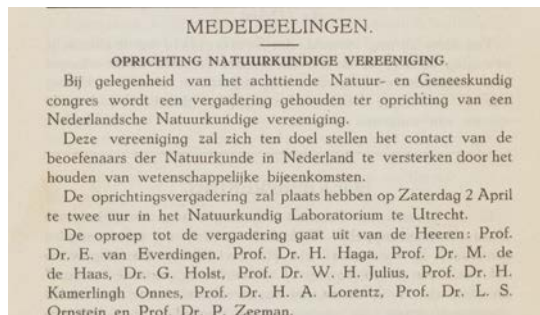 MEDEDEELINGEN.
OPRICHTING NATUURKUNDIGE VEREENIGING.
Bij gelegenheid van het achttiende Natuur- en Geneeskundig
congres wordt een vergadering gehouden ter oprichting van een
Nederlandsche Natuurkundige vereeniging.
Deze vereeniging zal zich ten doel stellen het contact van de
beoefenaars der Natuurkunde in Nederland te versterken door het
houden van wetenschappelijke bijeenkomsten.
De oprichtingsvergadering zal plaats hebben op Zaterdag 2 April
te twee uur in het Natuurkundig Laboratorium te Utrecht.
De oproep tot de vergadering gaat uit van de Heeren: Prof.
Dr. E. van Everdingen, Prof. Dr. H. Haga, Prof. Dr. M. de
de Haas, Dr. G. Holst, Prof. Dr. W. H. Julius, Prof. Dr. H.
Kamerlingh Onnes, Prof. Dr. H. A. Lorentz, Prof. Dr. L. S.
Ornstein en Prof. Dr. P. Zeeman.